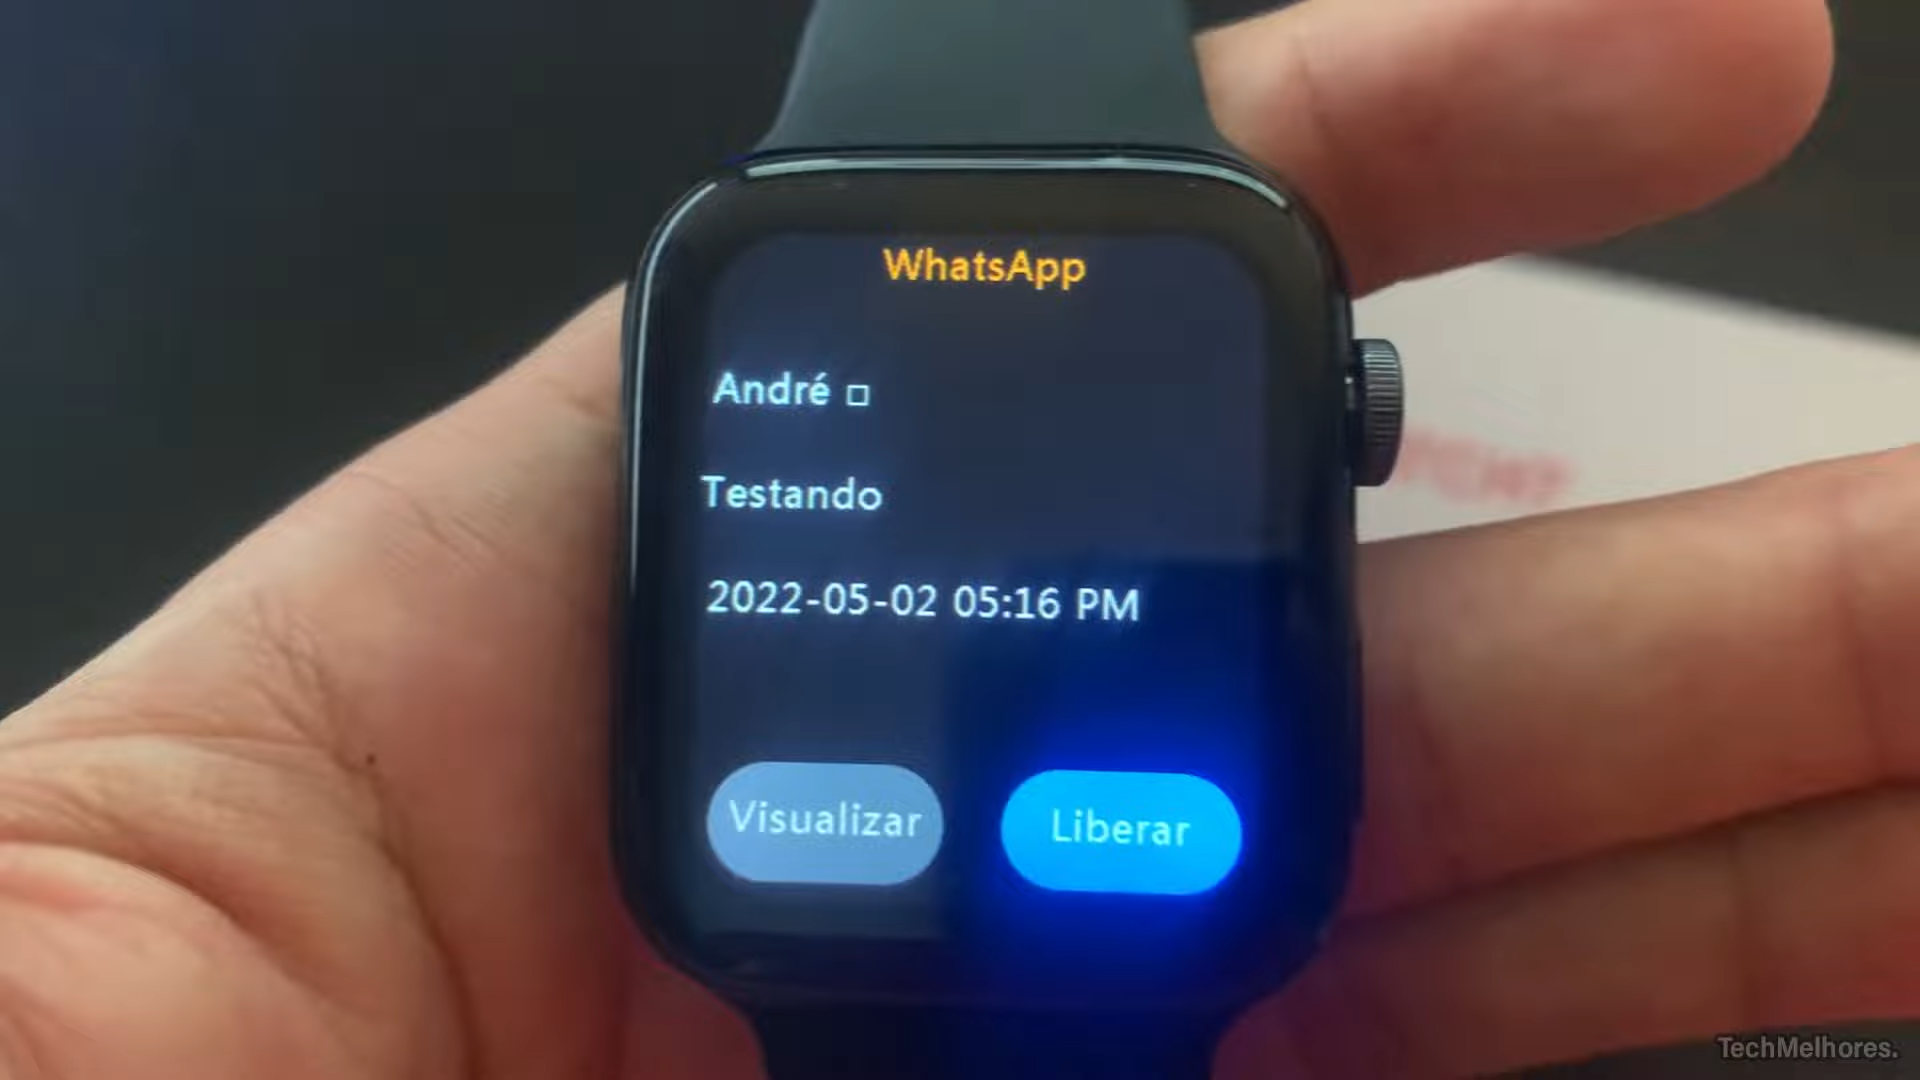 WhatsApp
André □
Testando
2022-05-02 05:16 PM
Visualizar
Liberar
TechMelhores.